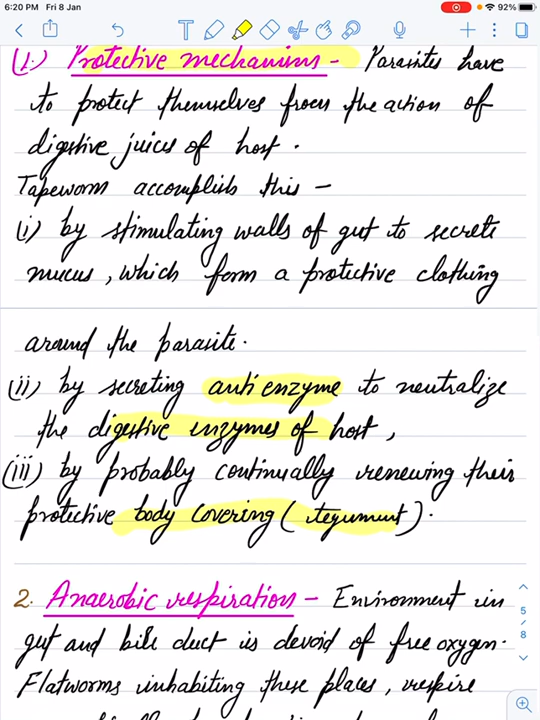 6:20 PM Fri 8 Jan
92%
(1.) Protective mechanisms - Parasites have
to protect themselves from the action of
digestive juices of host.
Tapeworm accomplish this -
(i) by stimulating walls of gut to secrete
mucus, which form a protective clothing
around the parasite.
(ii) by secreting anti enzyme to neutralize
the digestive enzymes of host,
(iii) by probably continually renewing their
protective body covering (tegument).
2. Anaerobic respiration - Environment in
gut and bile duct is devoid of free oxygen.
Flatworms inhabiting these places, respire
5
/
8